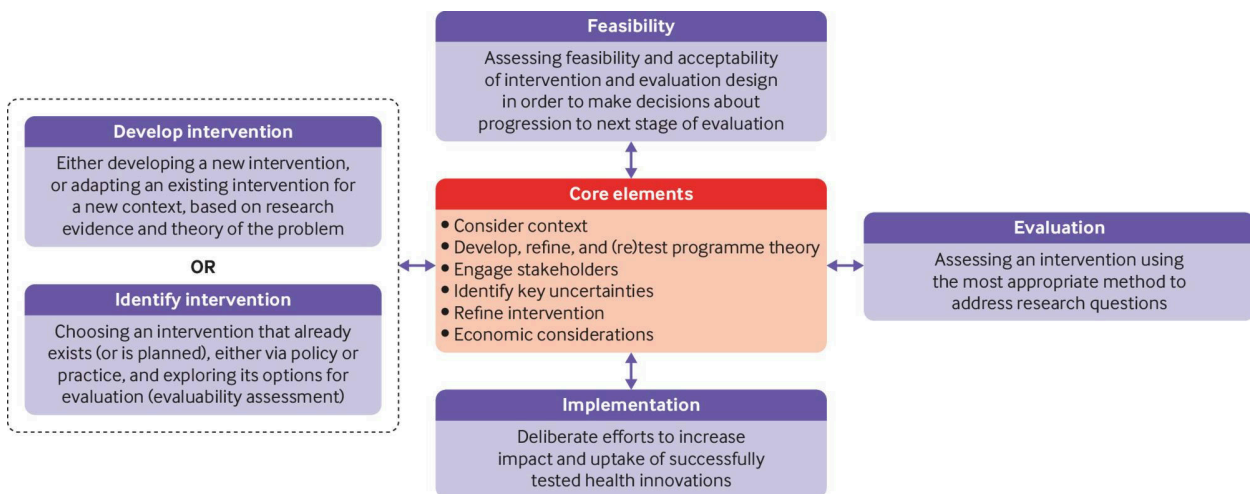 Feasibility
Assessing feasibility and acceptability
of intervention and evaluation design
in order to make decisions about
progression to next stage of evaluation
Develop intervention
Either developing a new intervention,
or adapting an existing intervention for
a new context, based on research
evidence and theory of the problem
OR
Identify intervention
Choosing an intervention that already
exists (or is planned), either via policy or
practice, and exploring its options for
evaluation (evaluability assessment)
Core elements
• Consider context
• Develop, refine, and (re)test programme theory
• Engage stakeholders
• Identify key uncertainties
• Refine intervention
• Economic considerations
Evaluation
Assessing an intervention using
the most appropriate method to
address research questions
Implementation
Deliberate efforts to increase
impact and uptake of successfully
tested health innovations